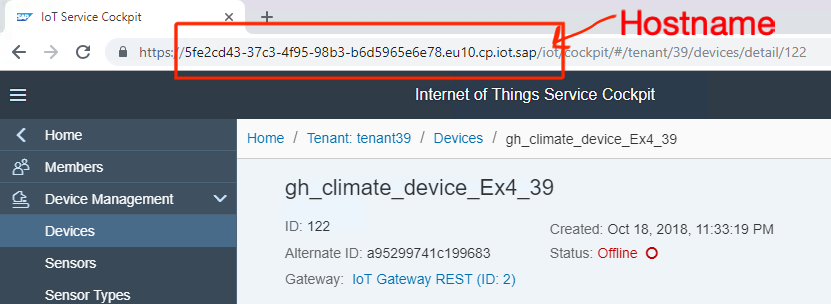 SAP IoT Service Cockpit
Hostname
https://5fe2cd43-37c3-4f95-98b3-b6d5965e6e78.eu10.cp.iot.sap/iot/cockpit/#/tenant/39/devices/detail/122
Internet of Things Service Cockpit
Home
Members
Device Management
Devices
Sensors
Sensor Types
Home / Tenant: tenant39 / Devices / gh_climate_device_Ex4_39
gh_climate_device_Ex4_39
ID: 122
Created: Oct 18, 2018, 11:33:19 PM
Alternate ID: a95299741c199683
Status: Offline
Gateway: IoT Gateway REST (ID: 2)